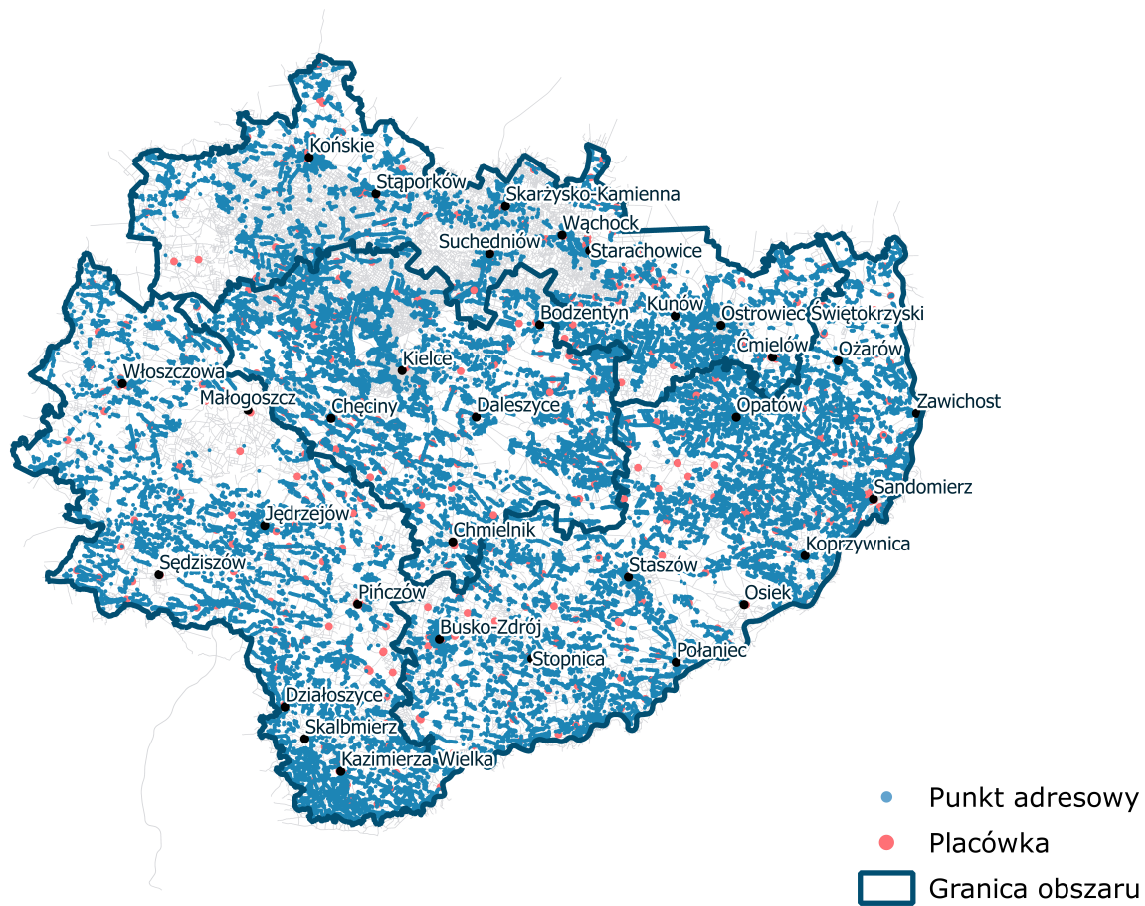 Końskie
Stąporków
Skarżysko-Kamienna
Wąchock
Suchedniów
Starachowice
Bodzentyn
Kunów
Ostrowiec Świętokrzyski
Ćmielów
Ożarów
Kielce
Włoszczowa
Małogoszcz
Chęciny
Daleszyce
Opatów
Zawichost
Sandomierz
Jędrzejów
Chmielnik
Koprzywnica
Sędziszów
Staszów
Pińczów
Osiek
Busko-Zdrój
Stopnica
Połaniec
Działoszyce
Skalbmierz
Kazimierza Wielka
Punkt adresowy
Placówka
Granica obszaru